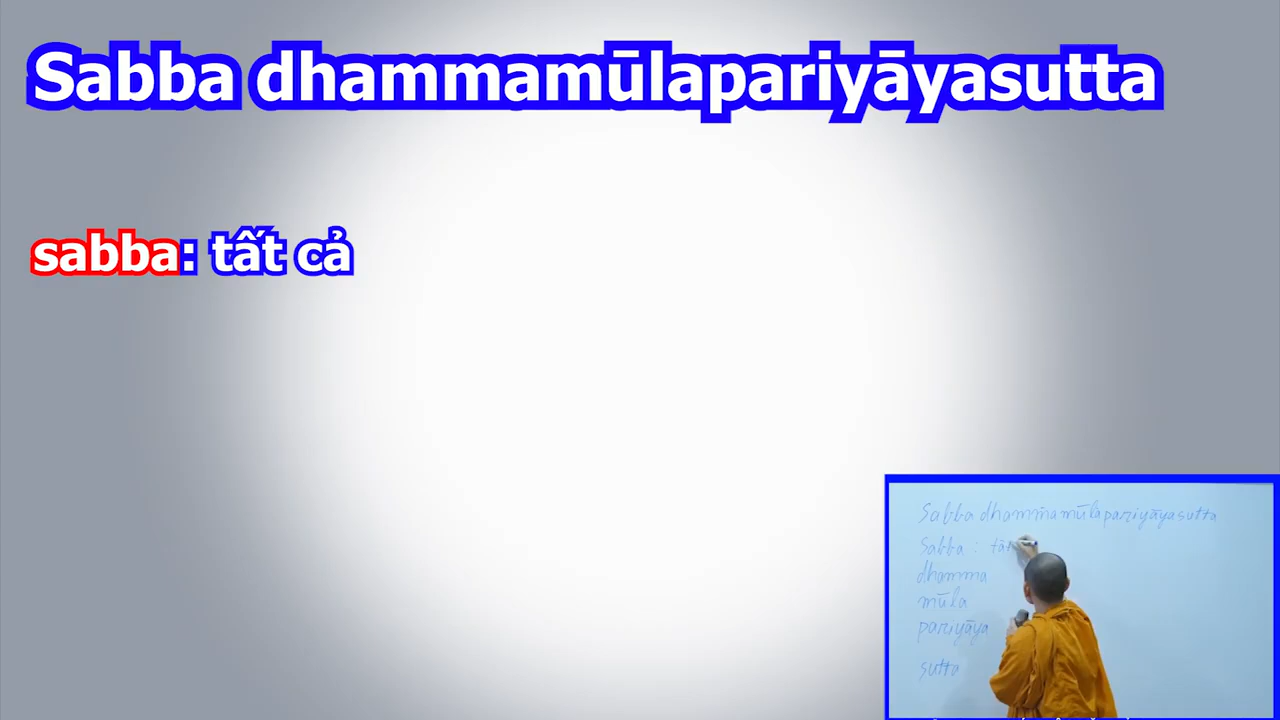 Sabba dhammamūlapariyāyasutta
sabba: tất cả
Sabba dhammamūlapariyāyasutta
Sabba : tất
dhamma
mūla
pariyāya
sutta